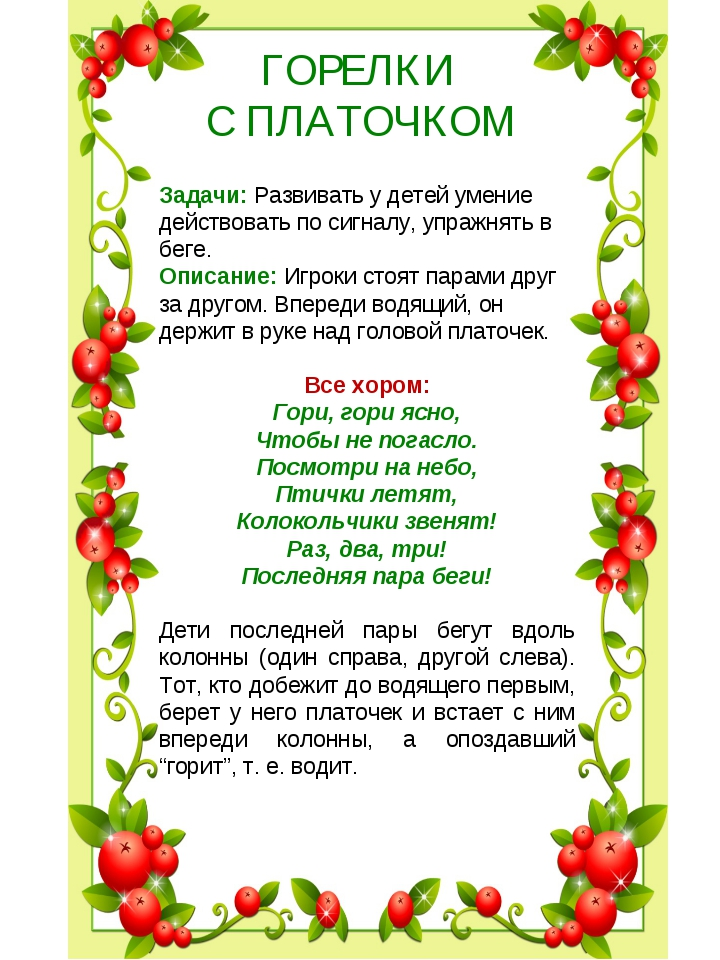 ГОРЕЛКИ
С ПЛАТОЧКОМ
Задачи: Развивать у детей умение
действовать по сигналу, упражнять в
беге.
Описание: Игроки стоят парами друг
за другом. Впереди водящий, он
держит в руке над головой платочек.
Все хором:
Гори, гори ясно,
Чтобы не погасло.
Посмотри на небо,
Птички летят,
Колокольчики звенят!
Раз, два, три!
Последняя пара беги!
Дети последней пары бегут вдоль
колонны (один справа, другой слева).
Тот, кто добежит до водящего первым,
берет у него платочек и встает с ним
впереди колонны, а опоздавший
“горит”, т. е. водит.